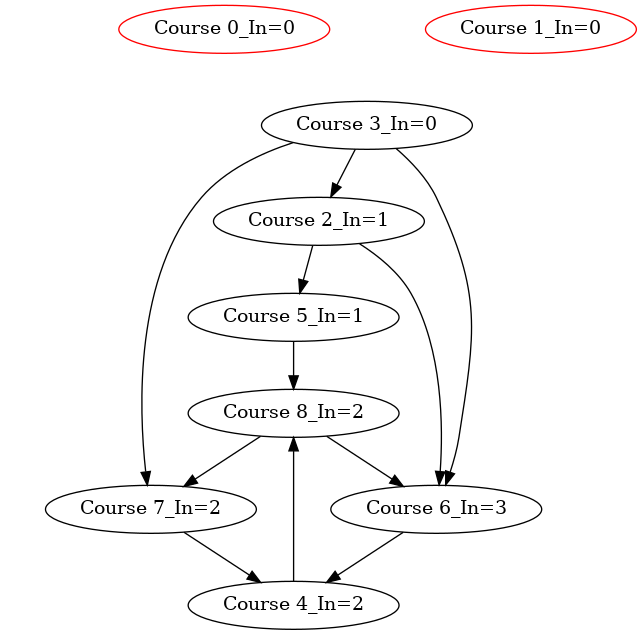 Course 0_In=0
Course 1_In=0
Course 3_In=0
Course 2_In=1
Course 5_In=1
Course 8_In=2
Course 7_In=2
Course 6_In=3
Course 4_In=2